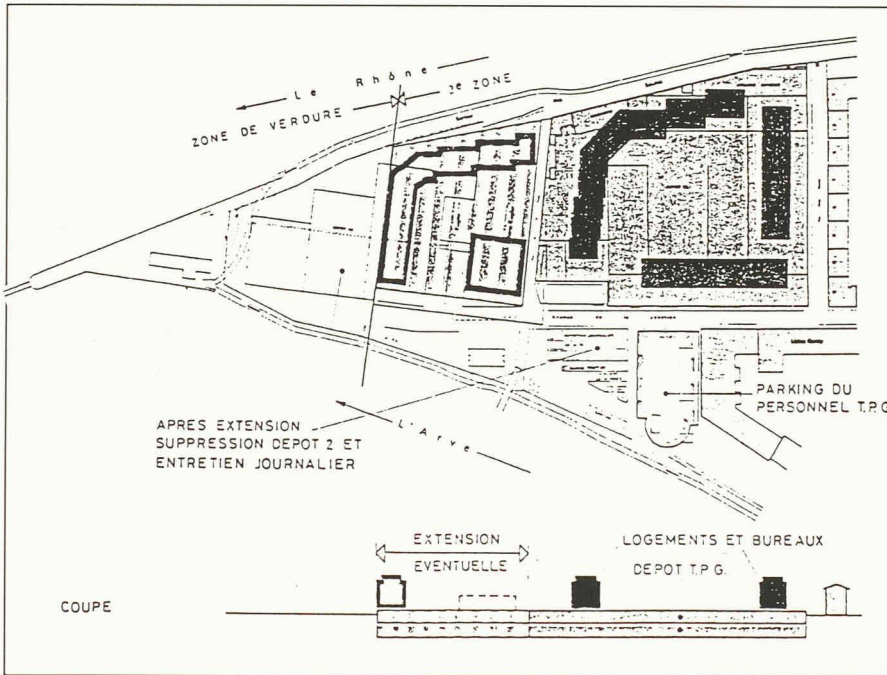 Le Rhône
ZONE DE VERDURE
3e ZONE
PARKING DU
PERSONNEL T.P.G
APRES EXTENSION
SUPPRESSION DEPOT 2 ET
ENTRETIEN JOURNALIER
L'Arve
EXTENSION
EVENTUELLE
LOGEMENTS ET BUREAUX
DEPOT T.P.G.
COUPE